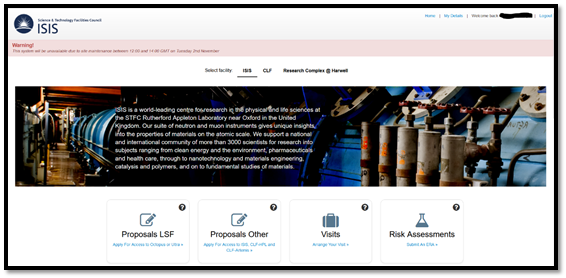 Science & Technology Facilities Council
ISIS
Home | My Details | Welcome back | Logout
Warning!
This system will be unavailable due to site maintenance between 12:00 and 14:00 GMT on Sunday 2nd November
Select facility: ISIS CLF Research Complex @ Harwell
ISIS is a world-leading centre for research in the physical and life sciences at
the STFC Rutherford Appleton Laboratory near Oxford in the United
Kingdom. Our suite of neutron and muon instruments gives unique insights
into the properties of materials on the atomic scale. We support a national
and international community of more than 3000 scientists for research into
subjects ranging from clean energy and the environment, pharmaceuticals
and health care, through to nanotechnology and materials engineering,
catalysis and polymers, and on to fundamental studies of materials.
Proposals LSF
Apply For Access to Octopus or Ultra »
Proposals Other
Apply For Access to ISIS, CLF-HPL and
CLF-Artemis »
Visits
Arrange Your Visit »
Risk Assessments
Submit An ERA »